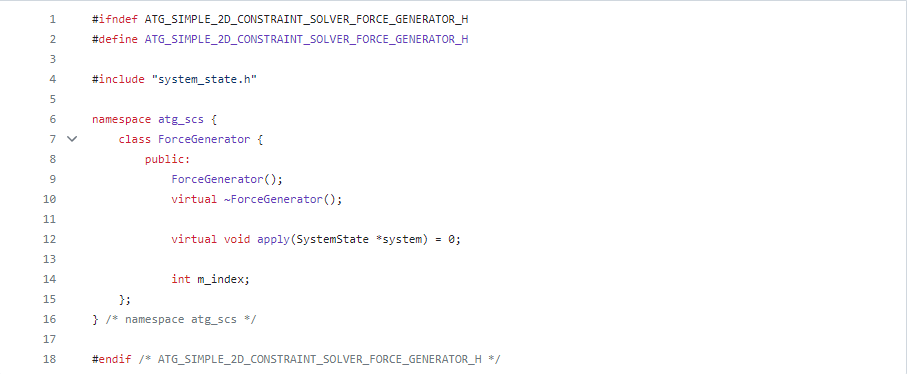 1 #ifndef ATG_SIMPLE_2D_CONSTRAINT_SOLVER_FORCE_GENERATOR_H
2 #define ATG_SIMPLE_2D_CONSTRAINT_SOLVER_FORCE_GENERATOR_H
3
4 #include "system_state.h"
5
6 namespace atg_scs {
7 class ForceGenerator {
8 public:
9 ForceGenerator();
10 virtual ~ForceGenerator();
11
12 virtual void apply(SystemState *system) = 0;
13
14 int m_index;
15 };
16 } /* namespace atg_scs */
17
18 #endif /* ATG_SIMPLE_2D_CONSTRAINT_SOLVER_FORCE_GENERATOR_H */